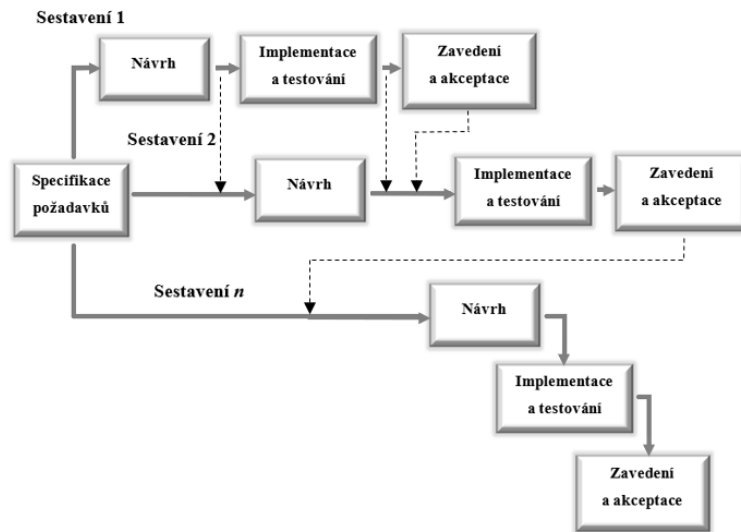 Sestavení 1
Návrh
Implementace
a testování
Zavedení
a akceptace
Sestavení 2
Specifikace
požadavků
Návrh
Implementace
a testování
Zavedení
a akceptace
Sestavení n
Návrh
Implementace
a testování
Zavedení
a akceptace